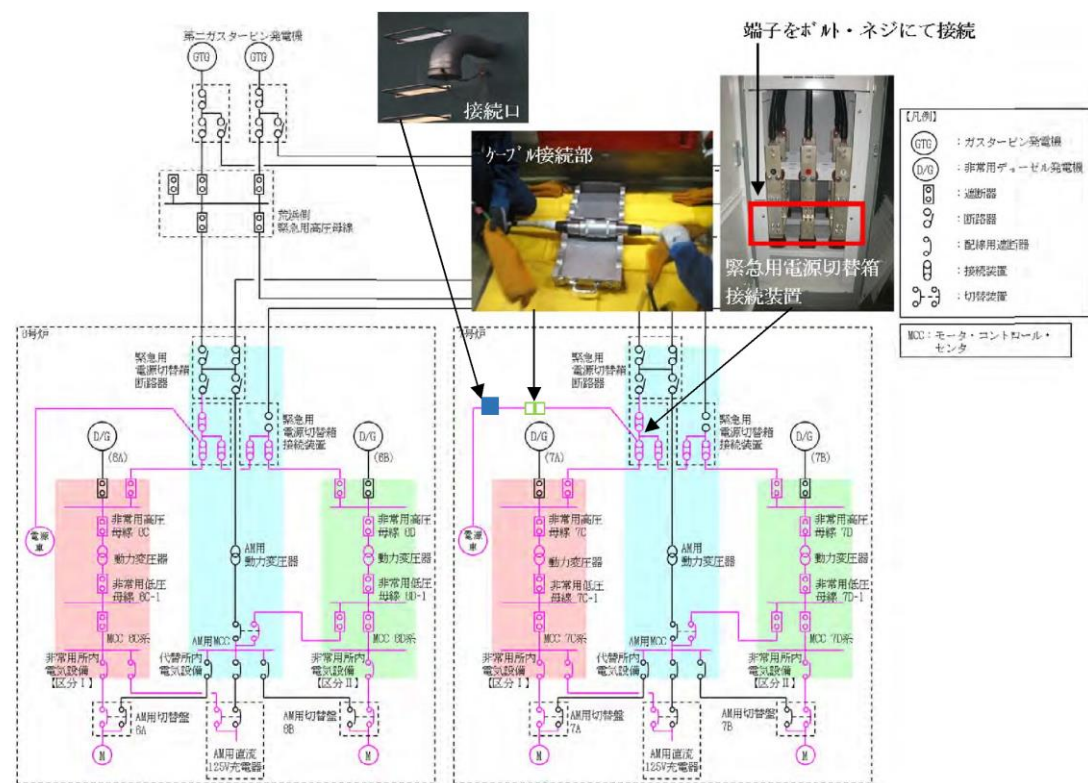 第二ガスタービン発電機
GTG
GTG
荒浜側
緊急用高圧母線
接続口
ケーブル接続部
端子をボルト・ネジにて接続
緊急用電源切替箱
接続装置
【凡例】
GTG
：ガスタービン発電機
D/G
：非常用ディーゼル発電機
：遮断器
：断路器
：配線用遮断器
：接続装置
：切替装置
MCC：モータ・コントロール・
センタ
6号炉
緊急用
電源切替箱
断路器
緊急用
電源切替箱
接続装置
D/G
(6A)
D/G
(6B)
電源
車
非常用高圧
母線 6C
動力変圧器
非常用低圧
母線 6C-1
MCC 6C系
AM用
動力変圧器
AM用MCC
非常用高圧
母線 6D
動力変圧器
非常用低圧
母線 6D-1
MCC 6D系
非常用所内
電気設備
【区分Ⅰ】
代替所内
電気設備
非常用所内
電気設備
【区分Ⅱ】
AM用切替盤
6A
AM用切替盤
6B
M
AM用直流
125V充電器
M
号炉
緊急用
電源切替箱
断路器
緊急用
電源切替箱
接続装置
D/G
(7A)
D/G
(7B)
電源
車
非常用高圧
母線 7C
動力変圧器
非常用低圧
母線 7C-1
MCC 7C系
AM用
動力変圧器
AM用MCC
非常用高圧
母線 7D
動力変圧器
非常用低圧
母線 7D-1
MCC 7D系
非常用所内
電気設備
【区分Ⅰ】
代替所内
電気設備
非常用所内
電気設備
【区分Ⅱ】
AM用切替盤
7A
AM用切替盤
7B
M
AM用直流
125V充電器
M